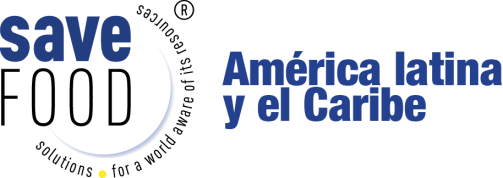 save
FOOD
solutions • for a world aware of its resources
®
América latina
y el Caribe